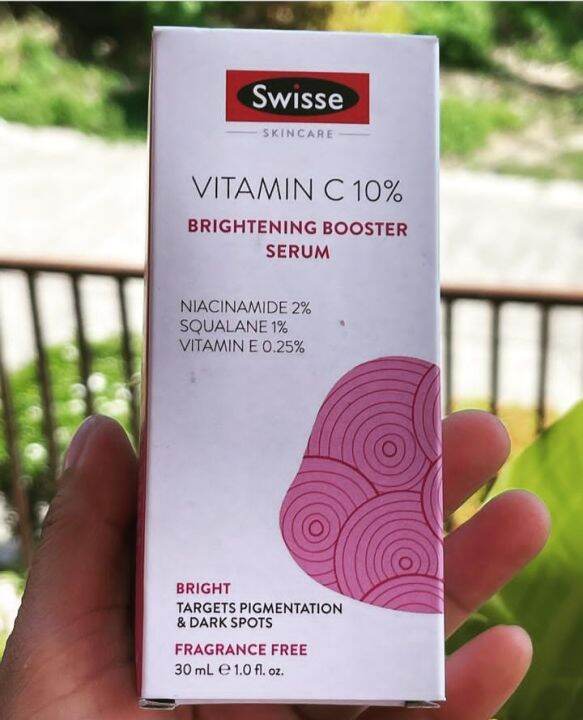 Swisse
SKINCARE
VITAMIN C 10%
BRIGHTENING BOOSTER
SERUM
NIACINAMIDE 2%
SQUALANE 1%
VITAMIN E 0.25%
BRIGHT
TARGETS PIGMENTATION
& DARK SPOTS
FRAGRANCE FREE
30 mL ℮ 1.0 fl. oz.